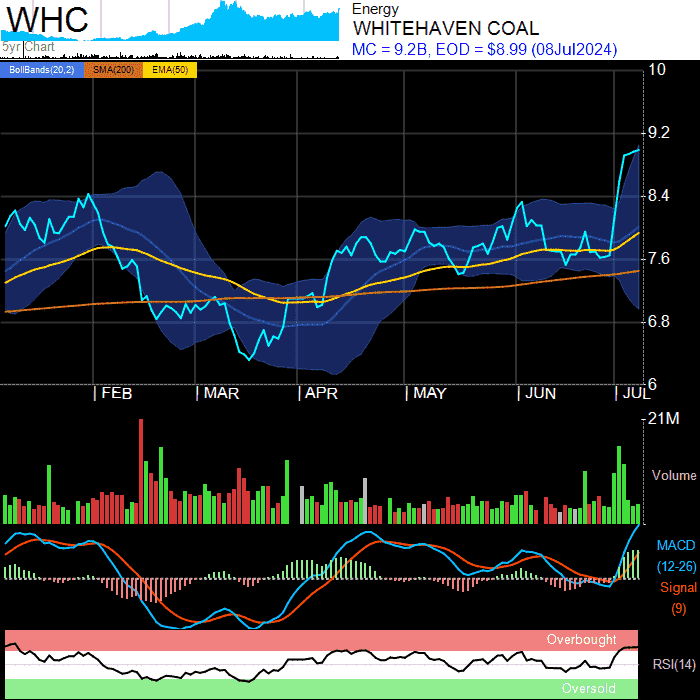 WHC
5yr Chart
Energy
WHITEHAVEN COAL
MC = 9.2B, EOD = $8.99 (08Jul2024)
BollBands(20,2) SMA(200) EMA(50)
10
9.2
8.4
7.6
6.8
6
| FEB | MAR | APR | MAY | JUN | JUL
21M
Volume
MACD
(12-26)
Signal
(9)
Overbought
RSI(14)
Oversold